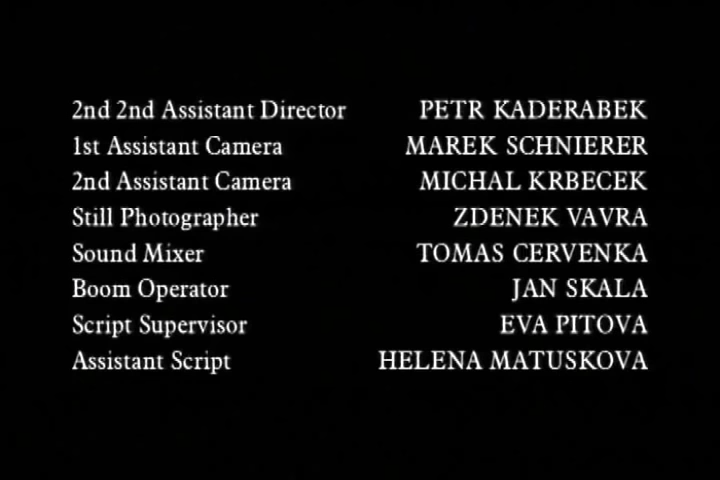 2nd 2nd Assistant Director PETR KADERABEK
1st Assistant Camera MAREK SCHNIERER
2nd Assistant Camera MICHAL KRBECEK
Still Photographer ZDENEK VAVRA
Sound Mixer TOMAS CERVENKA
Boom Operator JAN SKALA
Script Supervisor EVA PITOVA
Assistant Script HELENA MATUSKOVA